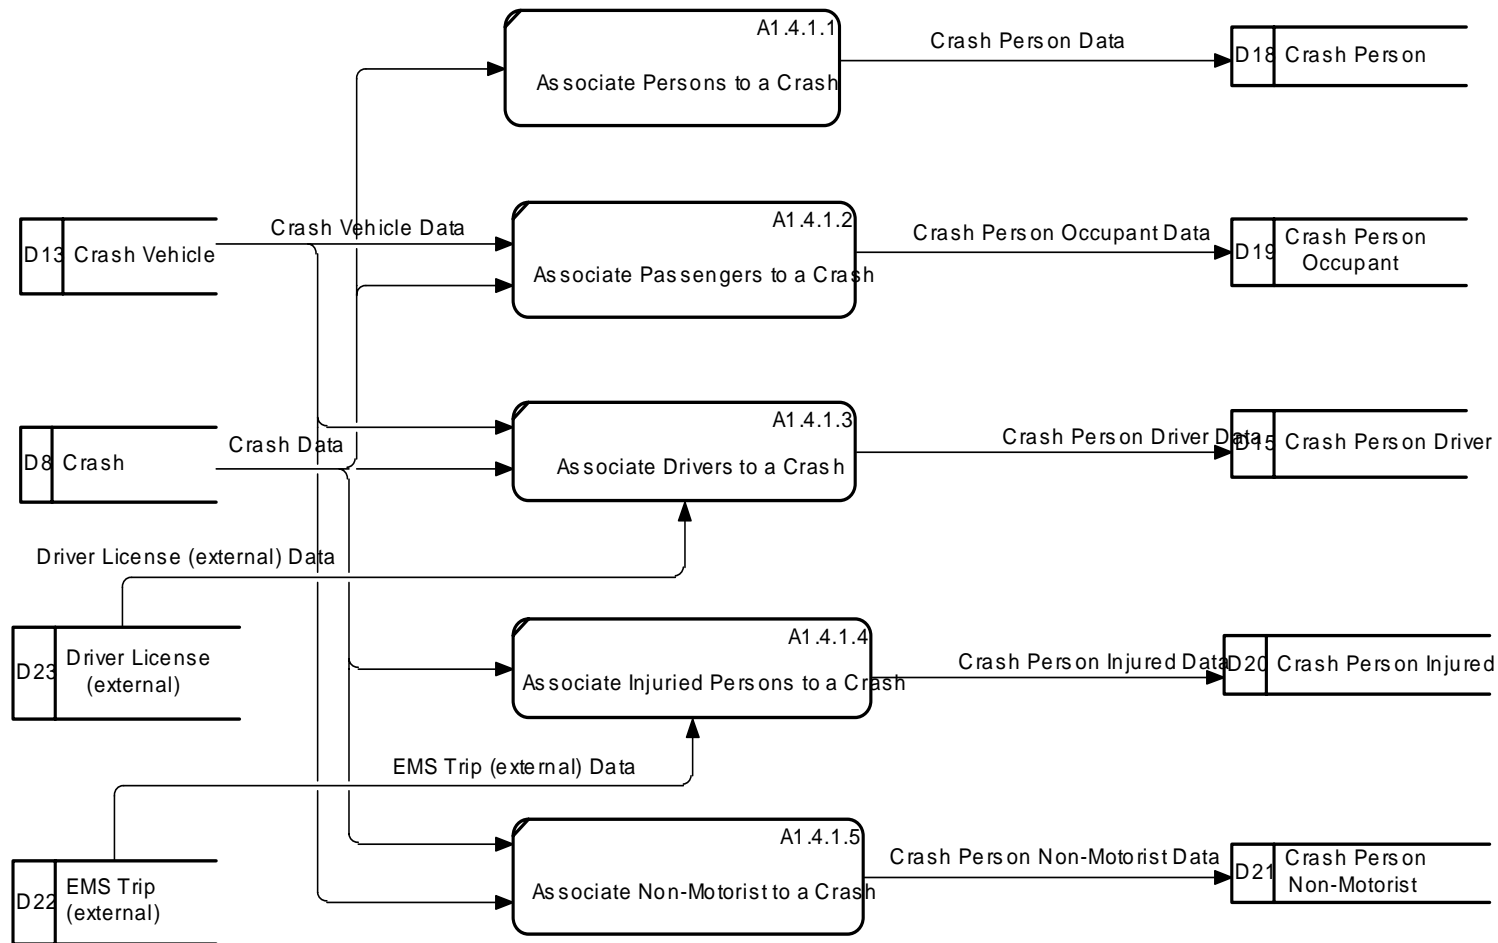 A1.4.1.1
Associate Persons to a Crash
Crash Person Data
D18
Crash Person
D13
Crash Vehicle
Crash Vehicle Data
A1.4.1.2
Associate Passengers to a Crash
Crash Person Occupant Data
D19
Crash Person
Occupant
D8
Crash
Crash Data
A1.4.1.3
Associate Drivers to a Crash
Crash Person Driver Data
D15
Crash Person Driver
Driver License (external) Data
D23
Driver License
(external)
A1.4.1.4
Associate Injuried Persons to a Crash
Crash Person Injured Data
D20
Crash Person Injured
EMS Trip (external) Data
D22
EMS Trip
(external)
A1.4.1.5
Associate Non-Motorist to a Crash
Crash Person Non-Motorist Data
D21
Crash Person
Non-Motorist